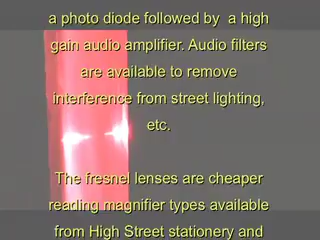 a photo diode followed by a high
gain audio amplifier. Audio filters
are available to remove
interference from street lighting,
etc.
The fresnel lenses are cheaper
reading magnifier types available
from High Street stationery and